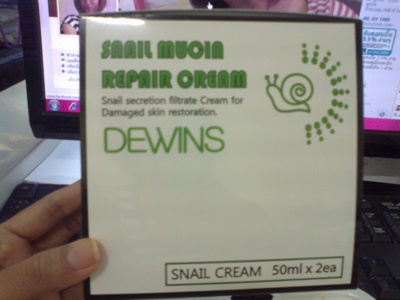 SNAIL MUCIN
REPAIR CREAM
Snail secretion filtrate Cream for
Damaged skin restoration.
DEWINS
SNAIL CREAM 50ml x 2ea